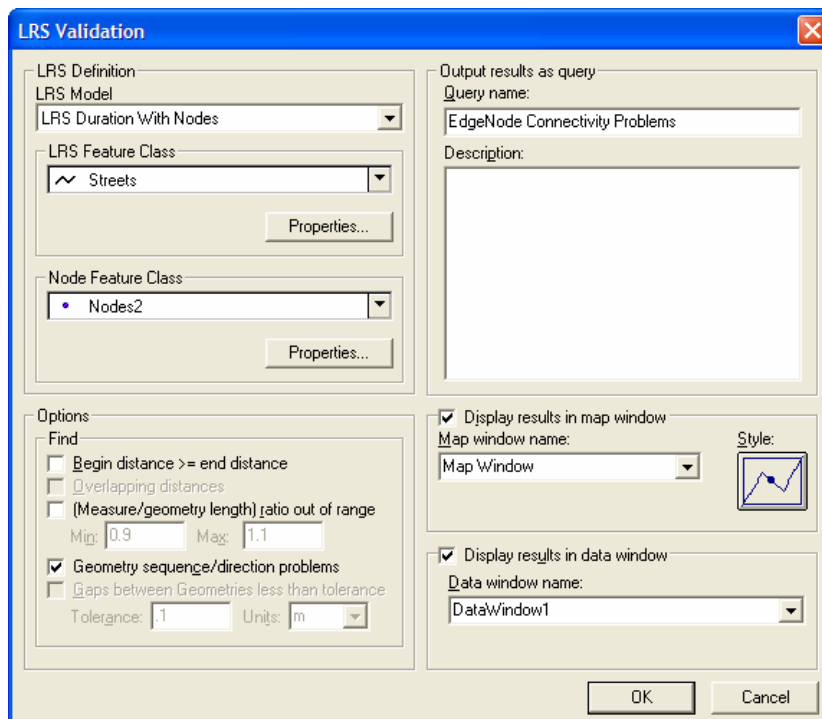 LRS Validation
LRS Definition
LRS Model
LRS Duration With Nodes
LRS Feature Class
Streets
Properties...
Node Feature Class
Nodes2
Properties...
Options
Find
Begin distance >= end distance
Overlapping distances
(Measure/geometry length) ratio out of range
Min: 0.9 Max: 1.1
Geometry sequence/direction problems
Gaps between Geometries less than tolerance
Tolerance: .1 Units: m
Output results as query
Query name:
EdgeNode Connectivity Problems
Description:
Display results in map window
Map window name: Style:
Map Window
Display results in data window
Data window name:
DataWindow1
OK Cancel